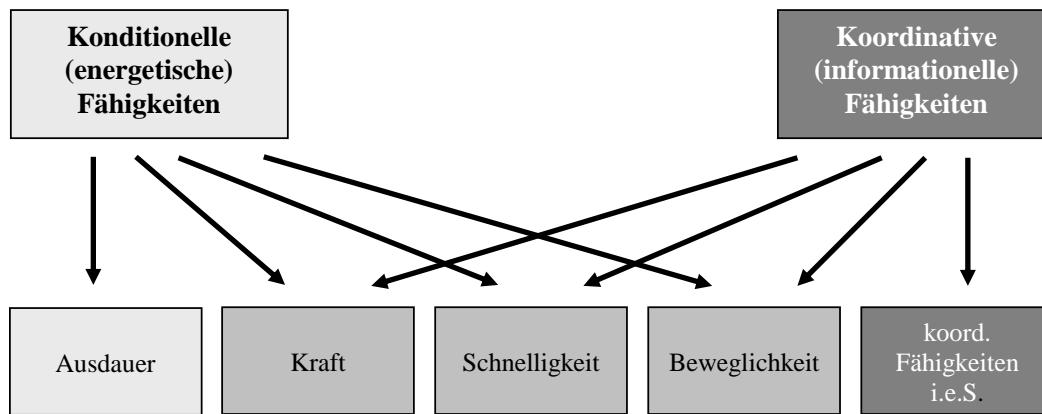 Konditionelle
(energetische)
Fähigkeiten
Koordinative
(informationelle)
Fähigkeiten
Ausdauer
Kraft
Schnelligkeit
Beweglichkeit
koord.
Fähigkeiten
i.e.S.